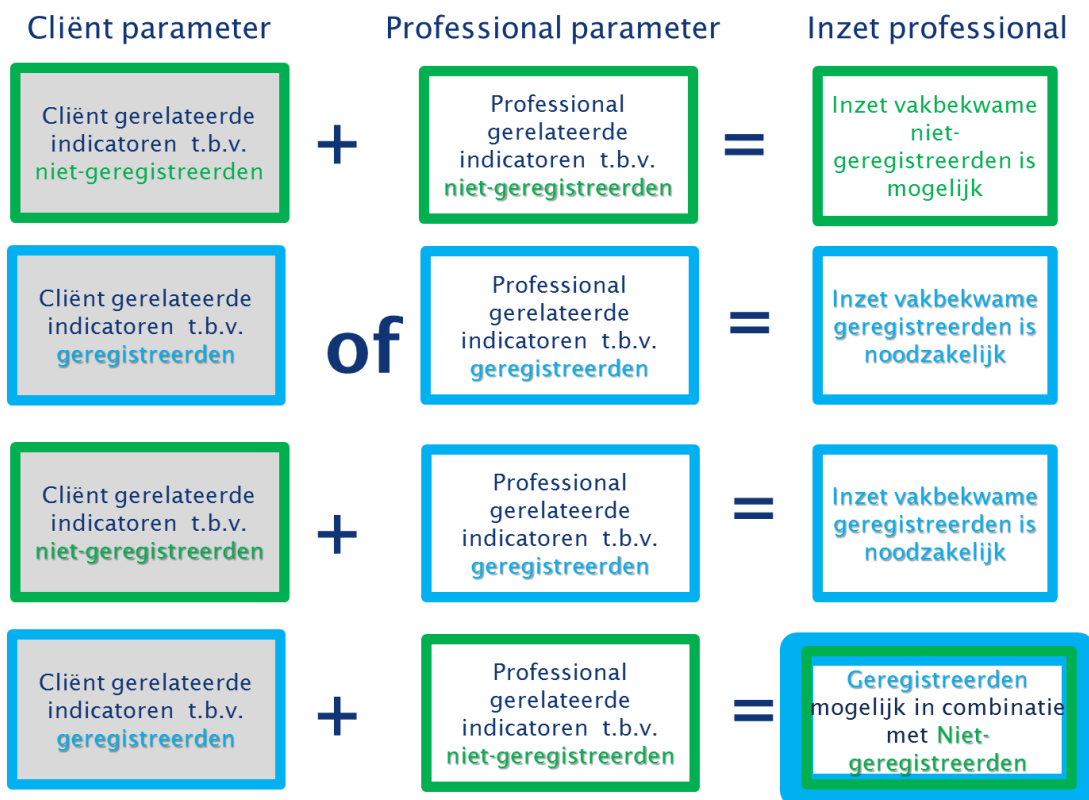 Cliënt parameter
Professional parameter
Inzet professional
Cliënt gerelateerde
indicatoren t.b.v.
niet-geregistreerden
+
Professional
gerelateerde
indicatoren t.b.v.
niet-geregistreerden
=
Inzet vakbekwame
niet-
geregistreerden is
mogelijk
Cliënt gerelateerde
indicatoren t.b.v.
geregistreerden
of
Professional
gerelateerde
indicatoren t.b.v.
geregistreerden
=
Inzet vakbekwame
geregistreerden is
noodzakelijk
Cliënt gerelateerde
indicatoren t.b.v.
niet-geregistreerden
+
Professional
gerelateerde
indicatoren t.b.v.
geregistreerden
=
Inzet vakbekwame
geregistreerden is
noodzakelijk
Cliënt gerelateerde
indicatoren t.b.v.
geregistreerden
+
Professional
gerelateerde
indicatoren t.b.v.
niet-geregistreerden
=
Geregistreerden
mogelijk in combinatie
met Niet-
geregistreerden